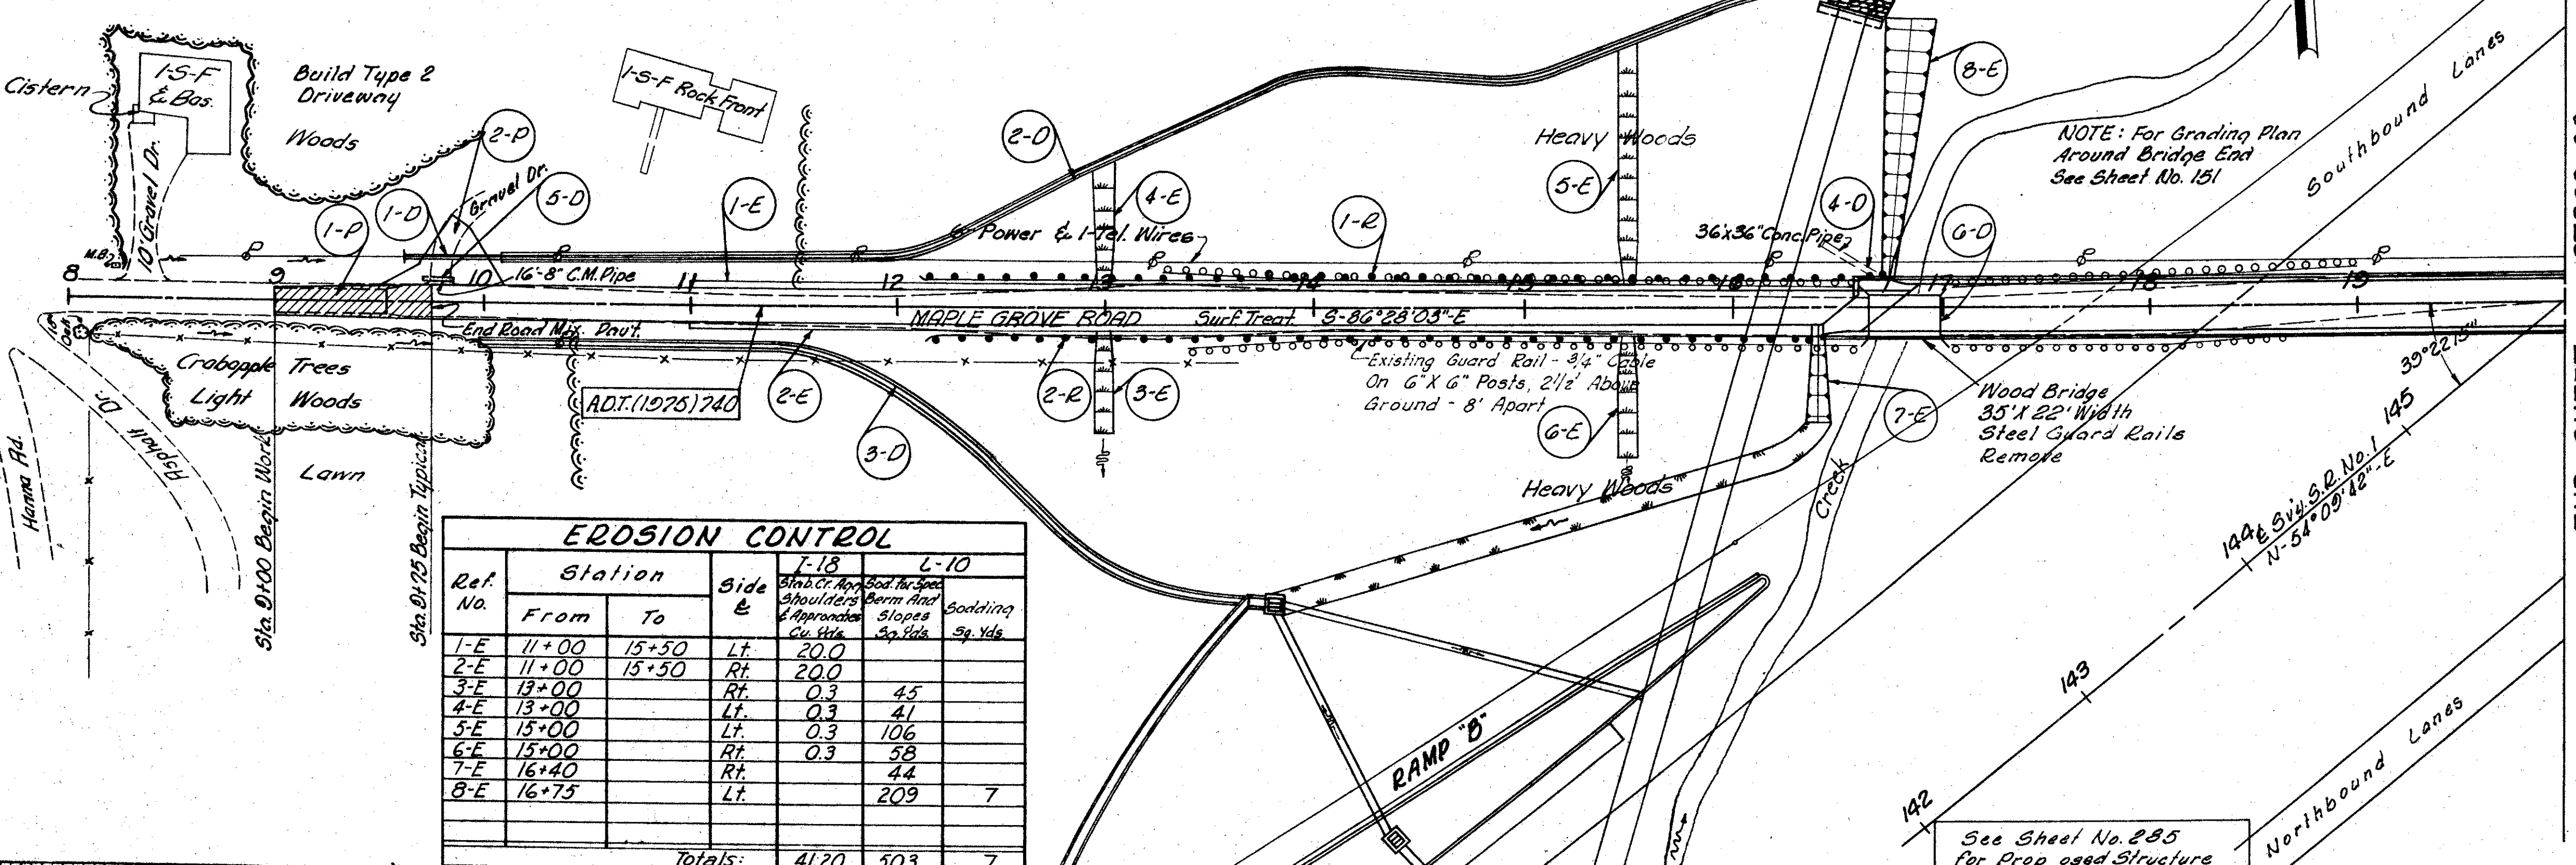 Cistern
1-S-F
& Bas.
10' Gravel Dr.
M.B.
Build Type 2
Driveway
Woods
1-S-F Rock Front
2-P
Gravel Dr.
5-D
1-P
1-D
1-E
2-D
4-E
6-Power & 1-Tel. Wires
1-R
Heavy Woods
5-E
36"x36" Conc. Pipe
4-D
8-E
6-D
NOTE: For Grading Plan
Around Bridge End
See Sheet No. 151
Southbound Lanes
8
9
10
11
12
13
14
15
16
17
18
19
16'-8" C.M. Pipe
End Road Mix. Pav't.
MAPLE GROVE ROAD
Surf. Treat.
S-86°28'03"-E
Crabapple Trees
Light Woods
Lawn
Asphalt Dr.
Hanna Rd.
Sta. 9+00 Begin Work
Sta. 9+75 Begin Typical
A.D.T. (1975) 740
2-E
3-D
2-R
3-E
Existing Guard Rail - 3/4" Cable
On 6" X 6" Posts, 2 1/2' Above
Ground - 8' Apart
6-E
Heavy Woods
7-E
Wood Bridge
35' X 22' Width
Steel Guard Rails
Remove
39°22'15"
Creek
RAMP "B"
142
143
144
145
℄ Sv'y. S.R. No. 1
N-54°09'42"-E
Northbound Lanes
See Sheet No. 285
for Proposed Structure
EROSION CONTROL
Ref. No. Station Side ℄ I-18 L-10
From To Stab. Cr. Agg. Shoulders & Approaches Cu. Yds. Sod. for Spec. Berm And Slopes Sq. Yds. Sodding Sq. Yds.
1-E 11+00 15+50 Lt. 20.0
2-E 11+00 15+50 Rt. 20.0
3-E 13+00 Rt. 0.3 45
4-E 13+00 Lt. 0.3 41
5-E 15+00 Lt. 0.3 106
6-E 15+00 Rt. 0.3 58
7-E 16+40 Rt. 44
8-E 16+75 Lt. 209 7
Totals: 41.20 503 7